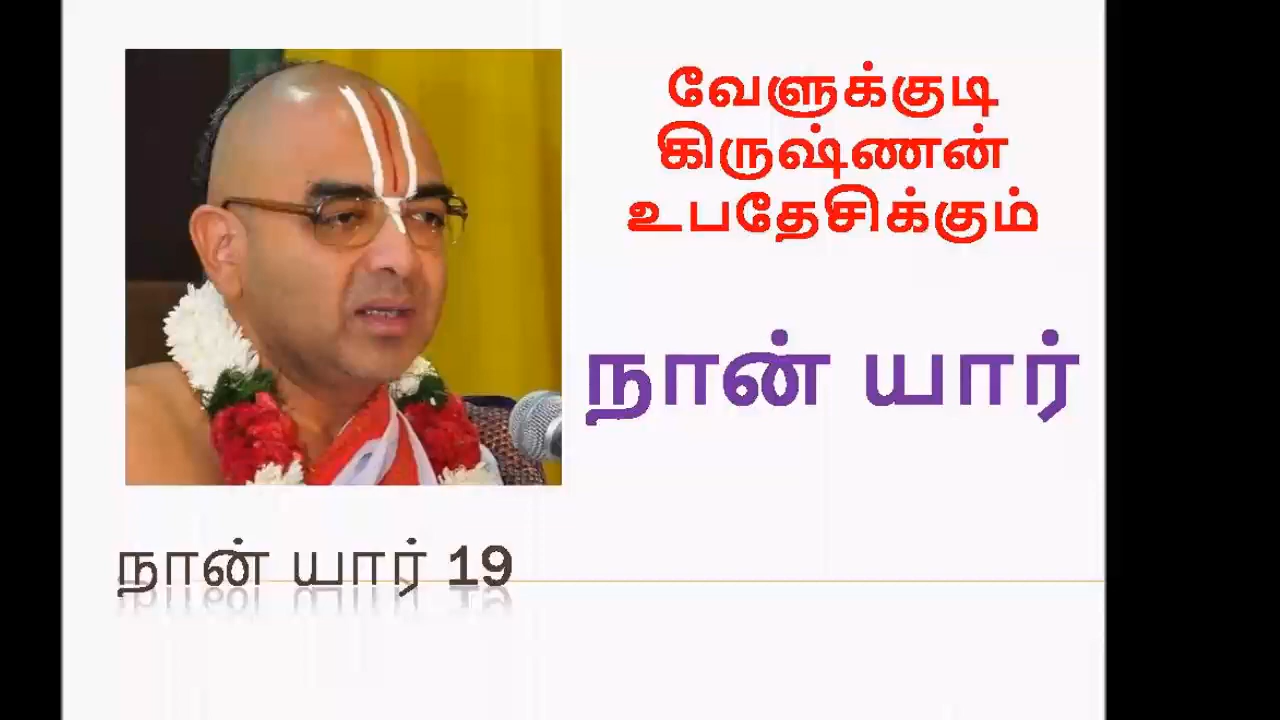 வேளுக்குடி
கிருஷ்ணன்
உபதேசிக்கும்
நான் யார்
நான் யார் 19